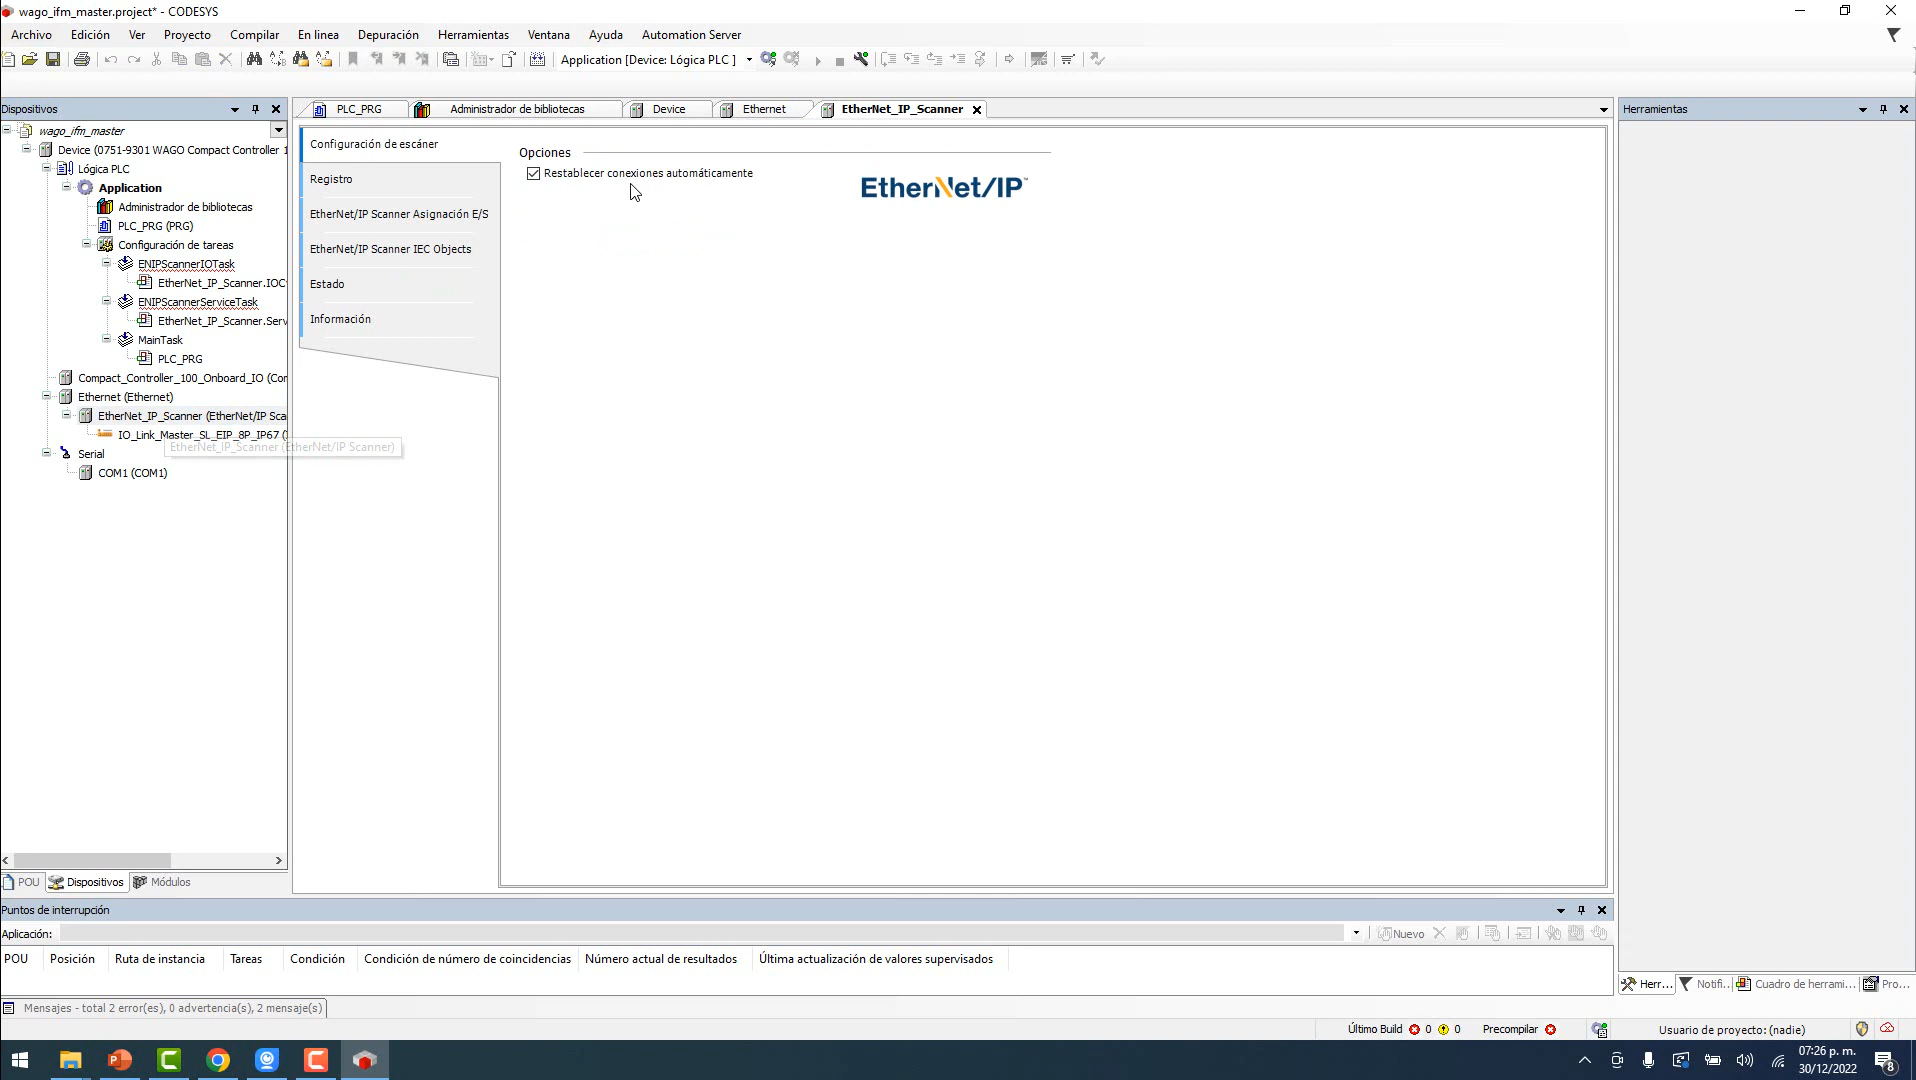 wago_ifm_master.project* - CODESYS
Archivo Edición Ver Proyecto Compilar En linea Depuración Herramientas Ventana Ayuda Automation Server
Application [Device: Lógica PLC ]
Dispositivos
wago_ifm_master
Device (0751-9301 WAGO Compact Controller 1
Lógica PLC
Application
Administrador de bibliotecas
PLC_PRG (PRG)
Configuración de tareas
ENIPScannerIOTask
EtherNet_IP_Scanner.IOC
ENIPScannerServiceTask
EtherNet_IP_Scanner.Serv
MainTask
PLC_PRG
Compact_Controller_100_Onboard_IO (Cor
Ethernet (Ethernet)
EtherNet_IP_Scanner (EtherNet/IP Sca
IO_Link_Master_SL_EIP_8P_IP67 (
EtherNet_IP_Scanner (EtherNet/IP Scanner)
Serial
COM1 (COM1)
POU Dispositivos Módulos
PLC_PRG Administrador de bibliotecas Device Ethernet EtherNet_IP_Scanner
Configuración de escáner
Registro
EtherNet/IP Scanner Asignación E/S
EtherNet/IP Scanner IEC Objects
Estado
Información
Opciones
Restablecer conexiones automáticamente
EtherNet/IP™
Herramientas
Herr... Notifi.. Cuadro de herrami... Pro...
Puntos de interrupción
Aplicación:
Nuevo
POU Posición Ruta de instancia Tareas Condición Condición de número de coincidencias Número actual de resultados Última actualización de valores supervisados
Mensajes - total 2 error(es), 0 advertencia(s), 2 mensaje(s)
Último Build 0 0 Precompilar Usuario de proyecto: (nadie)
07:26 p. m.
30/12/2022
8